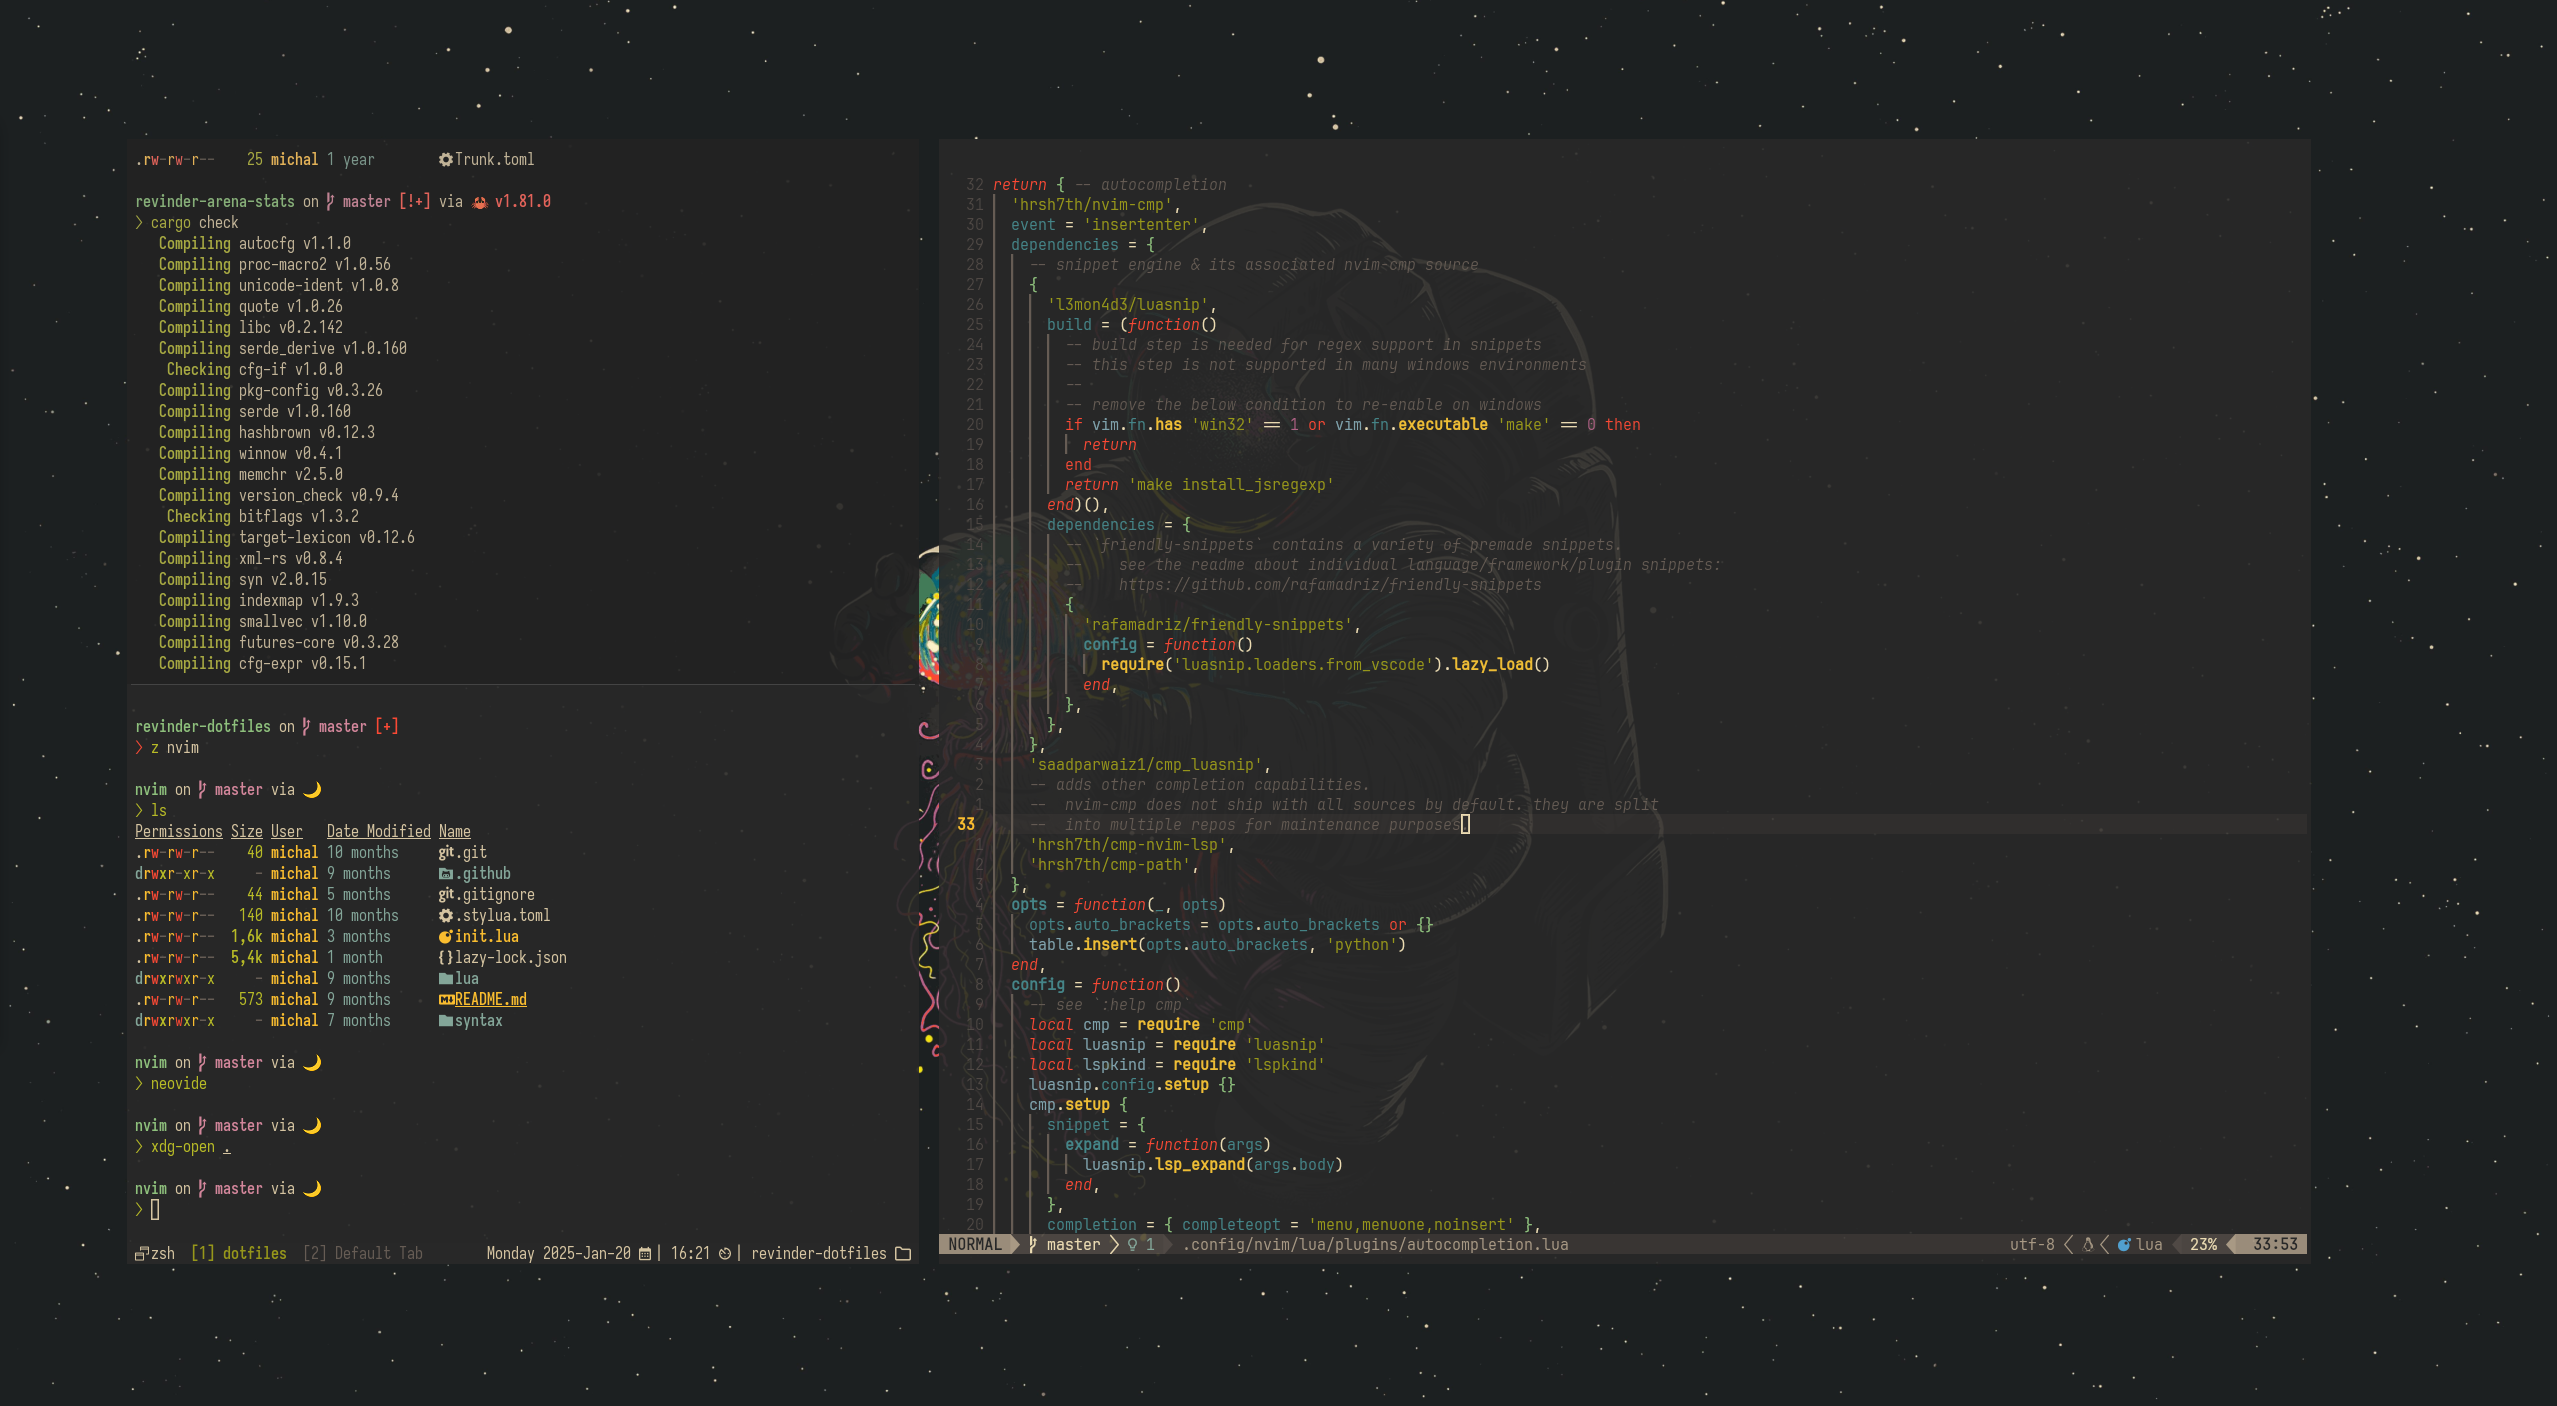 .rw-rw-r-- 25 michal 1 year Trunk.toml
revinder-arena-stats on master [!+] via 🦀 v1.81.0
> cargo check
Compiling autocfg v1.1.0
Compiling proc-macro2 v1.0.56
Compiling unicode-ident v1.0.8
Compiling quote v1.0.26
Compiling libc v0.2.142
Compiling serde_derive v1.0.160
Checking cfg-if v1.0.0
Compiling pkg-config v0.3.26
Compiling serde v1.0.160
Compiling hashbrown v0.12.3
Compiling winnow v0.4.1
Compiling memchr v2.5.0
Compiling version_check v0.9.4
Checking bitflags v1.3.2
Compiling target-lexicon v0.12.6
Compiling xml-rs v0.8.4
Compiling syn v2.0.15
Compiling indexmap v1.9.3
Compiling smallvec v1.10.0
Compiling futures-core v0.3.28
Compiling cfg-expr v0.15.1
revinder-dotfiles on master [+]
> z nvim
nvim on master via 🌙
> ls
Permissions Size User Date Modified Name
.rw-rw-r-- 40 michal 10 months git .git
drwxr-xr-x - michal 9 months .github
.rw-rw-r-- 44 michal 5 months git .gitignore
.rw-rw-r-- 140 michal 10 months .stylua.toml
.rw-rw-r-- 1,6k michal 3 months init.lua
.rw-rw-r-- 5,4k michal 1 month {} lazy-lock.json
drwxrwxr-x - michal 9 months lua
.rw-rw-r-- 573 michal 9 months README.md
drwxrwxr-x - michal 7 months syntax
nvim on master via 🌙
> neovide
nvim on master via 🌙
> xdg-open .
nvim on master via 🌙
>
zsh [1] dotfiles [2] Default Tab Monday 2025-Jan-20 | 16:21 | revinder-dotfiles
32 return { -- autocompletion
31 'hrsh7th/nvim-cmp',
30 event = 'insertenter',
29 dependencies = {
28 -- snippet engine & its associated nvim-cmp source
27 {
26 'l3mon4d3/luasnip',
25 build = (function()
24 -- build step is needed for regex support in snippets
23 -- this step is not supported in many windows environments
22 --
21 -- remove the below condition to re-enable on windows
20 if vim.fn.has 'win32' == 1 or vim.fn.executable 'make' == 0 then
19 return
18 end
17 return 'make install_jsregexp'
16 end)(),
15 dependencies = {
14 -- `friendly-snippets` contains a variety of premade snippets.
13 -- see the readme about individual language/framework/plugin snippets:
12 -- https://github.com/rafamadriz/friendly-snippets
11 {
10 'rafamadriz/friendly-snippets',
9 config = function()
8 require('luasnip.loaders.from_vscode').lazy_load()
7 end,
6 },
5 },
4 },
3 'saadparwaiz1/cmp_luasnip',
2 -- adds other completion capabilities.
1 -- nvim-cmp does not ship with all sources by default. they are split
33 -- into multiple repos for maintenance purposes.
1 'hrsh7th/cmp-nvim-lsp',
2 'hrsh7th/cmp-path',
3 },
4 opts = function(_, opts)
5 opts.auto_brackets = opts.auto_brackets or {}
6 table.insert(opts.auto_brackets, 'python')
7 end,
8 config = function()
9 -- see `:help cmp`
10 local cmp = require 'cmp'
11 local luasnip = require 'luasnip'
12 local lspkind = require 'lspkind'
13 luasnip.config.setup {}
14 cmp.setup {
15 snippet = {
16 expand = function(args)
17 luasnip.lsp_expand(args.body)
18 end,
19 },
20 completion = { completeopt = 'menu,menuone,noinsert' },
NORMAL master 1 .config/nvim/lua/plugins/autocompletion.lua utf-8 lua 23% 33:53